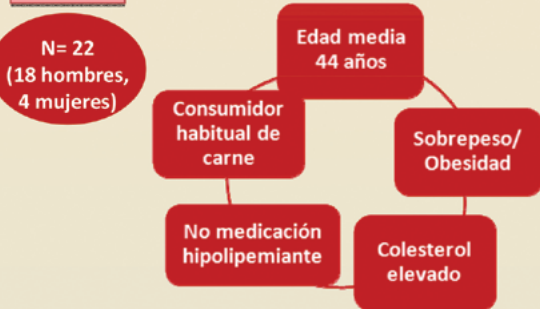 N= 22
(18 hombres,
4 mujeres)
Edad media
44 años
Sobrepeso/
Obesidad
Colesterol
elevado
No medicación
hipolipemiante
Consumidor
habitual de
carne